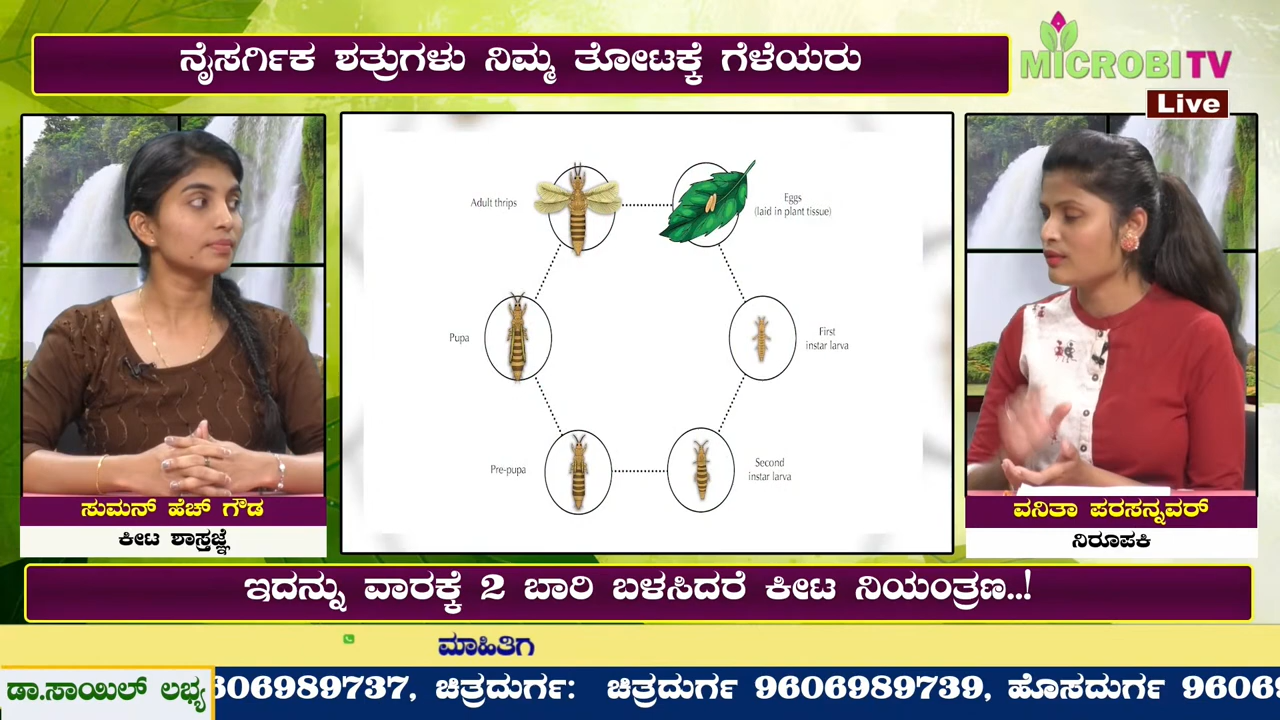 ನೈಸರ್ಗಿಕ ಶತ್ರುಗಳು ನಿಮ್ಮ ತೋಟಕ್ಕೆ ಗೆಳೆಯರು
MICROBI TV
Live
Adult thrips
Eggs
(laid in plant tissue)
Pupa
First
instar larva
Pre-pupa
Second
instar larva
ಸುಮನ್ ಹೆಚ್ ಗೌಡ
ಕೀಟ ಶಾಸ್ತ್ರಜ್ಞೆ
ವನಿತಾ ಪರಸನ್ನವರ್
ನಿರೂಪಕಿ
ಇದನ್ನು ವಾರಕ್ಕೆ 2 ಬಾರಿ ಬಳಸಿದರೆ ಕೀಟ ನಿಯಂತ್ರಣ..!
ಮಾಹಿತಿಗ
ಡಾ.ಸಾಯಿಲ್ ಲಭ್ಯ
606989737, ಚಿತ್ರದುರ್ಗ: ಚಿತ್ರದುರ್ಗ 9606989739, ಹೊಸದುರ್ಗ 9606